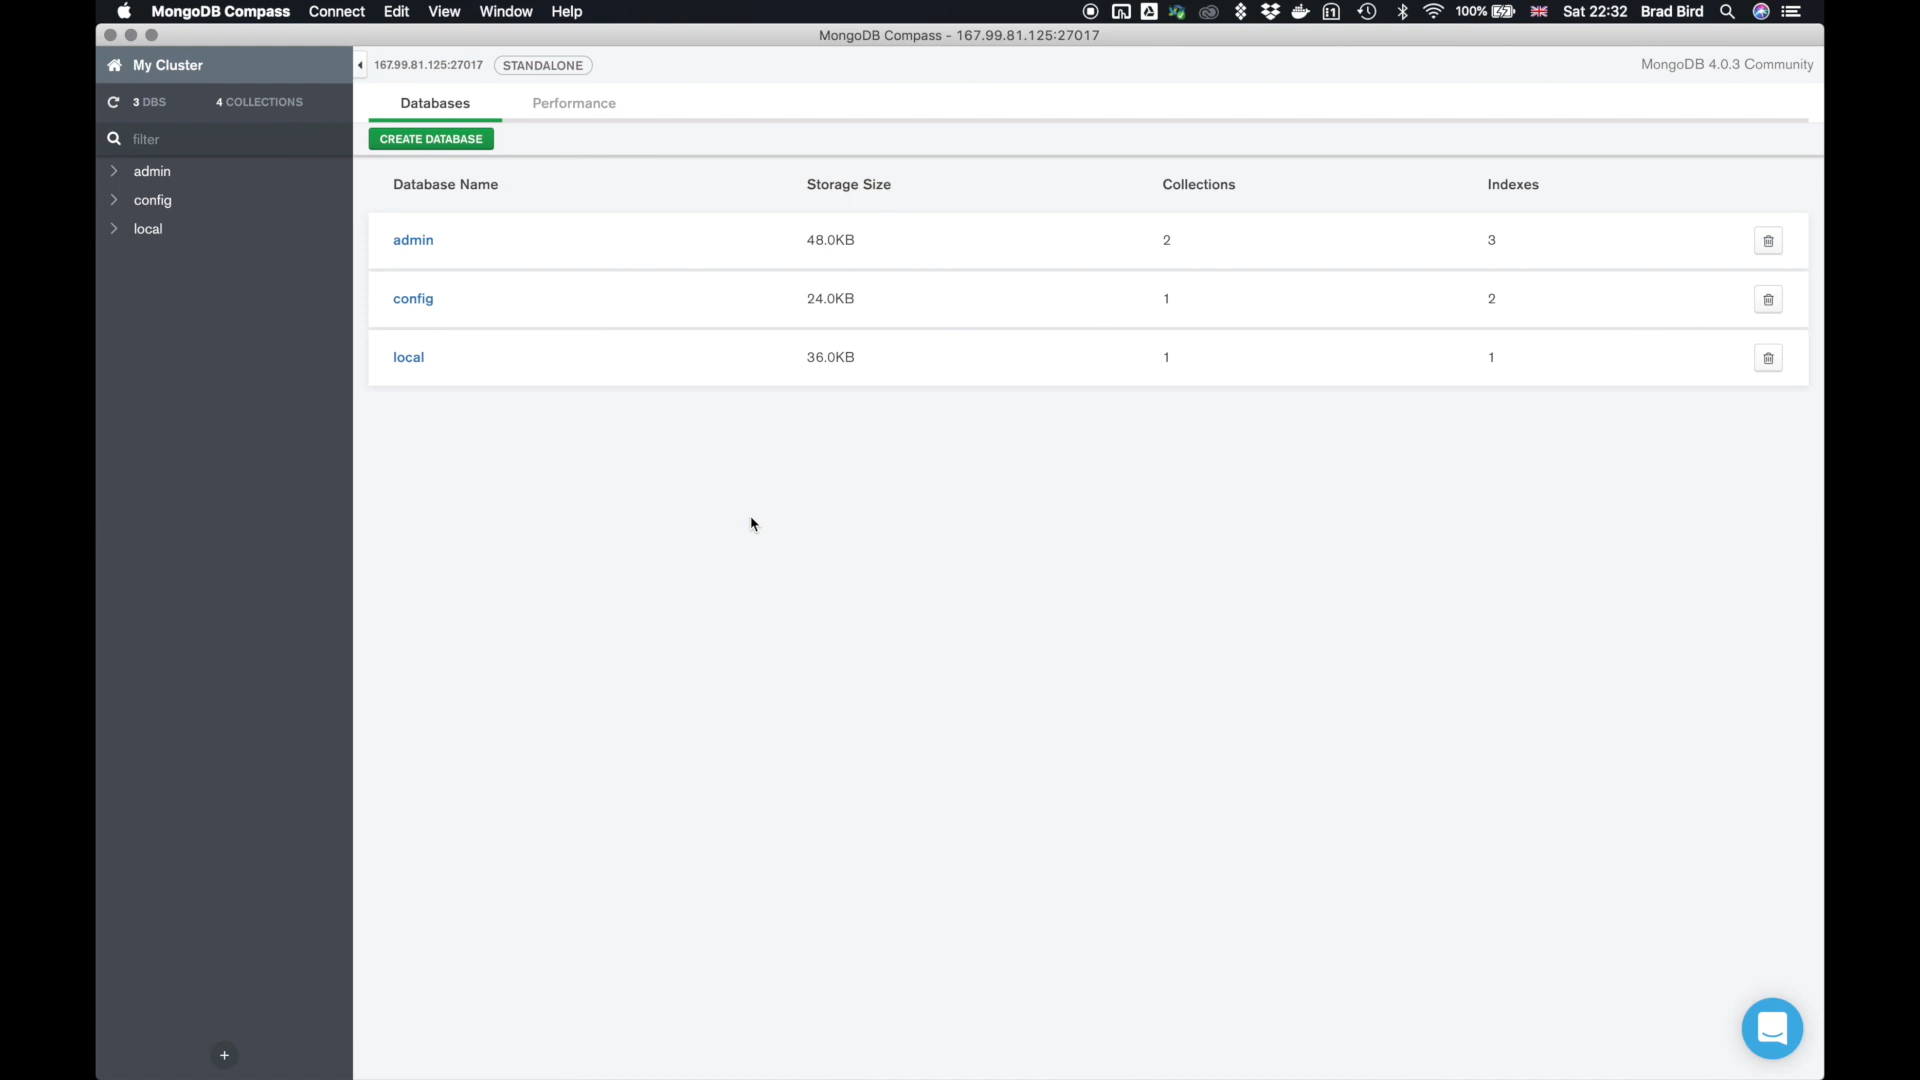 MongoDB Compass Connect Edit View Window Help 100% Sat 22:32 Brad Bird
MongoDB Compass - 167.99.81.125:27017
My Cluster
167.99.81.125:27017 STANDALONE
MongoDB 4.0.3 Community
3 DBS 4 COLLECTIONS
Databases Performance
filter
CREATE DATABASE
admin
config
local
Database Name Storage Size Collections Indexes
admin 48.0KB 2 3
config 24.0KB 1 2
local 36.0KB 1 1